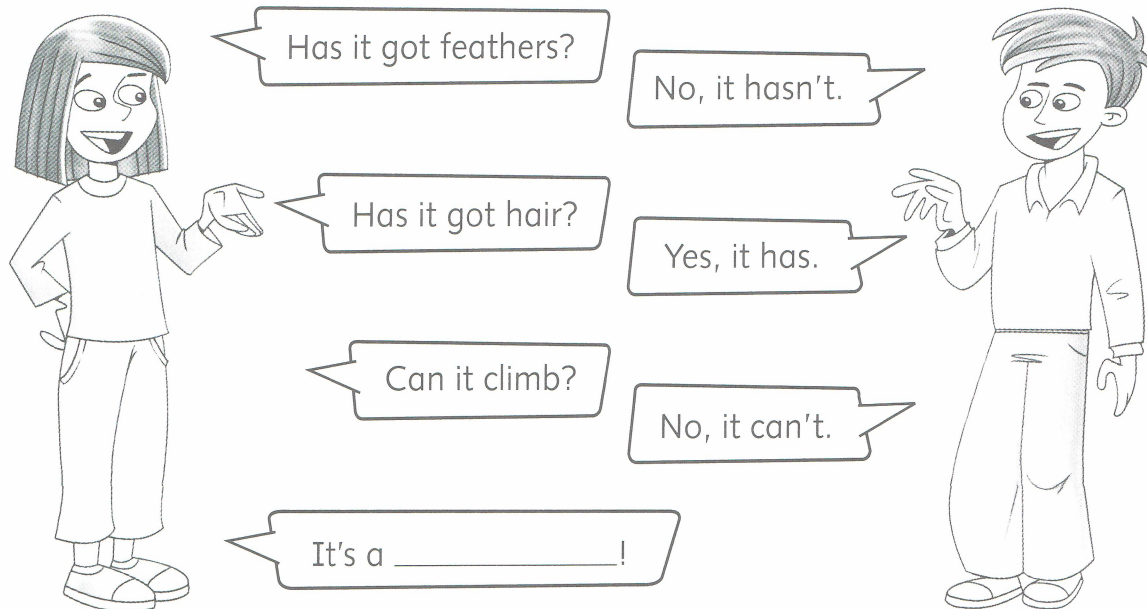 Has it got feathers?
No, it hasn't.
Has it got hair?
Yes, it has.
Can it climb?
No, it can't.
It's a ______________!